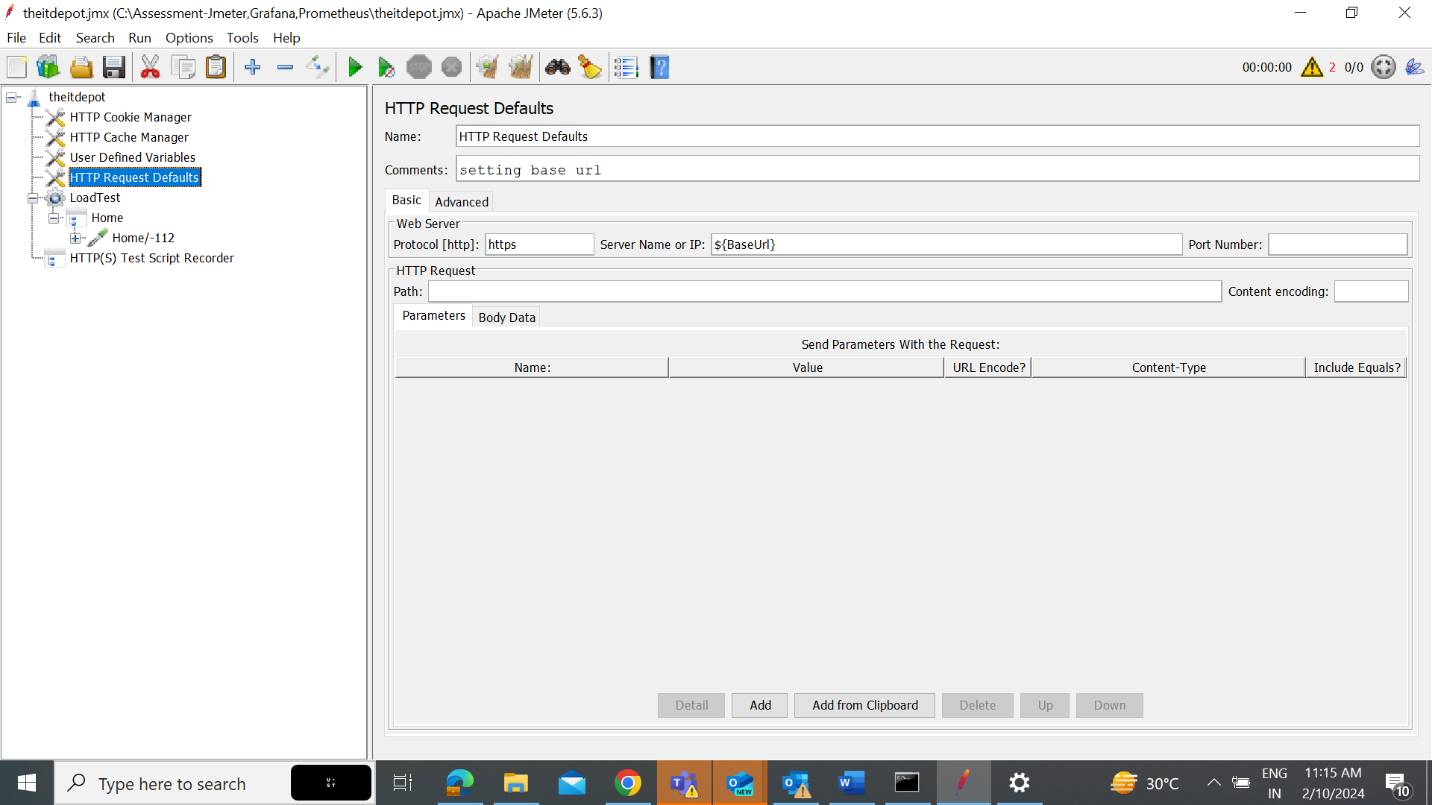 theitdepot.jmx (C:\Assessment-Jmeter,Grafana,Prometheus\theitdepot.jmx) - Apache JMeter (5.6.3)
File Edit Search Run Options Tools Help
STOP
00:00:00 2 0/0
theitdepot
HTTP Cookie Manager
HTTP Cache Manager
User Defined Variables
HTTP Request Defaults
LoadTest
Home
Home/-112
HTTP(S) Test Script Recorder
HTTP Request Defaults
Name: HTTP Request Defaults
Comments: setting base url
Basic Advanced
Web Server
Protocol [http]: https Server Name or IP: ${BaseUrl} Port Number:
HTTP Request
Path: Content encoding:
Parameters Body Data
Send Parameters With the Request:
Name: Value URL Encode? Content-Type Include Equals?
Detail Add Add from Clipboard Delete Up Down
Type here to search
NEW
30°C
ENG
IN
11:15 AM
2/10/2024
10